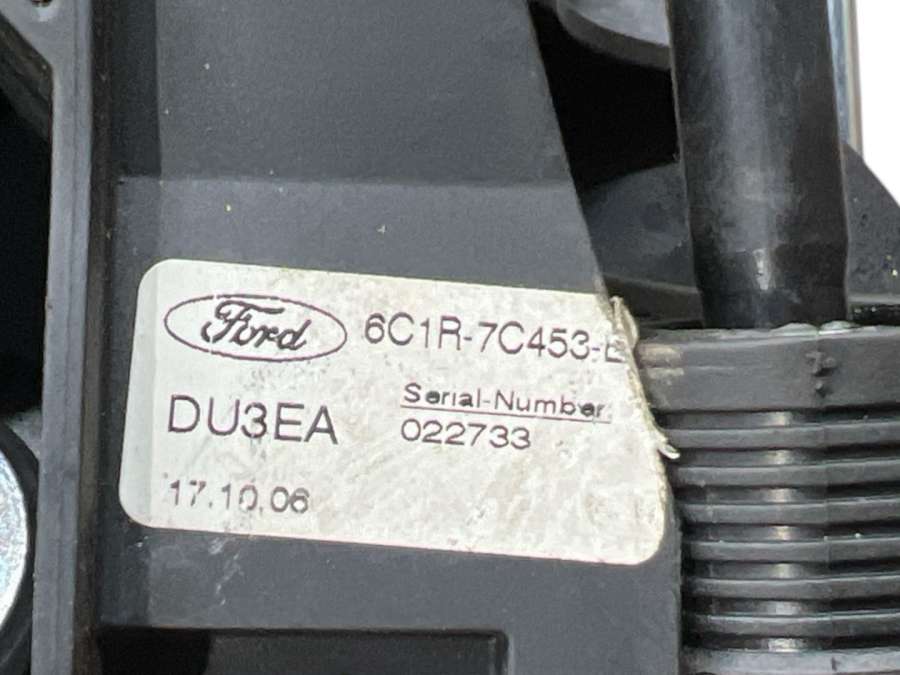 Ford 6C1R-7C453-
DU3EA
Serial-Number
022733
17.10.06